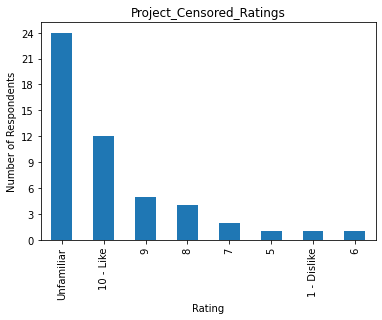 Project_Censored_Ratings
Number of Respondents
24
21
18
15
12
9
6
3
0
Unfamiliar
10 - Like
9
8
7
5
1 - Dislike
6
Rating